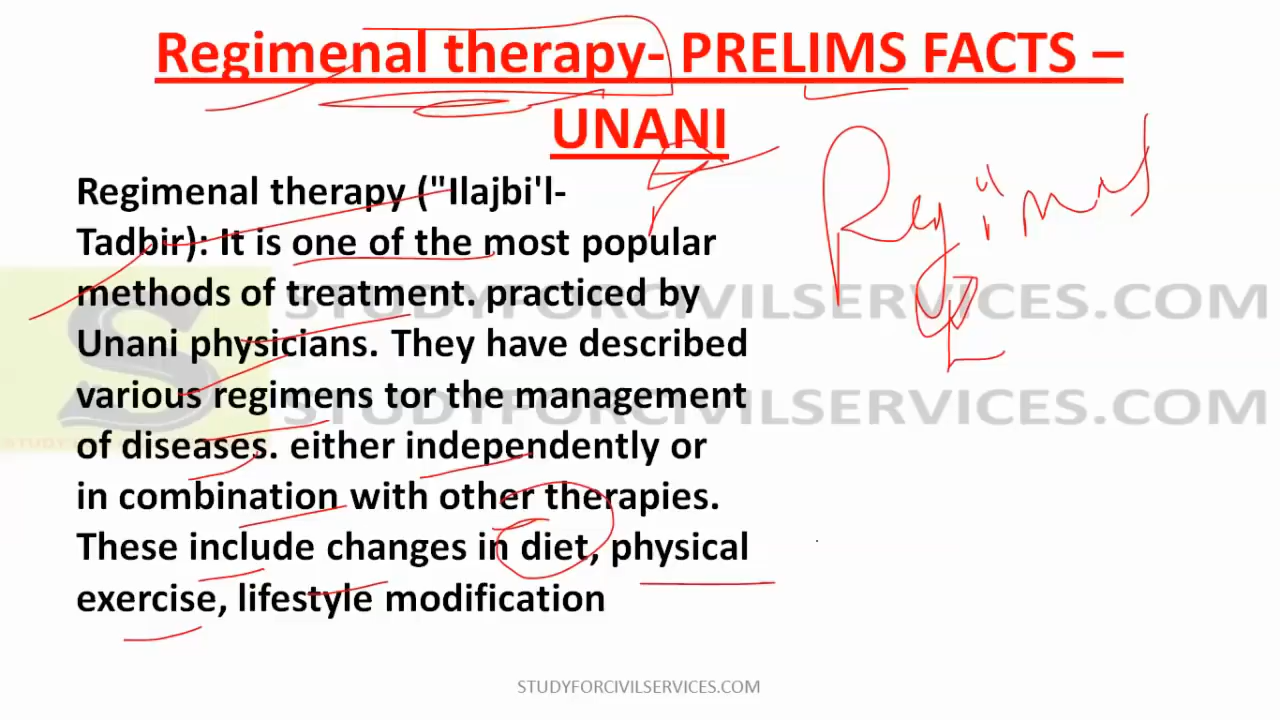 Regimenal therapy- PRELIMS FACTS –
UNANI
Regimenal therapy ("Ilajbi'l-
Tadbir): It is one of the most popular
methods of treatment. practiced by
Unani physicians. They have described
various regimens tor the management
of diseases. either independently or
in combination with other therapies.
These include changes in diet, physical
exercise, lifestyle modification
STUDYFORCIVILSERVICES.COM
STUDYFORCIVILSERVICES.COM
STUDYFORCIVILSERVICES.COM